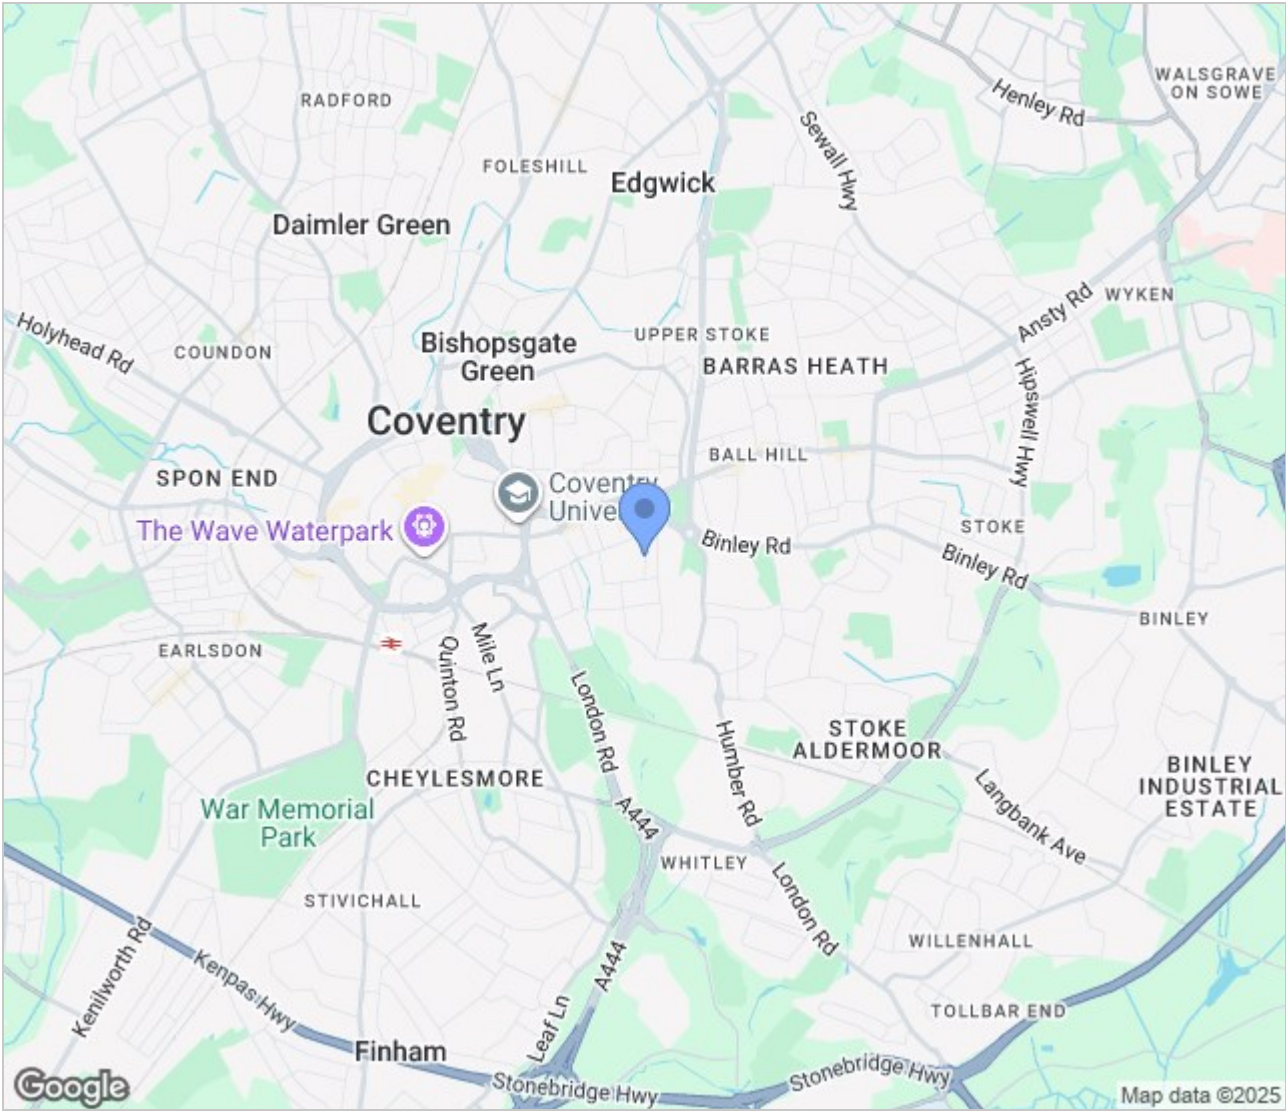 WALSGRAVE
ON SOWE
RADFORD
Henley Rd
Sewall Hwy
FOLESHILL
Edgwick
Daimler Green
Ansty Rd
WYKEN
Holyhead Rd
COUNDON
Bishopsgate
Green
UPPER STOKE
BARRAS HEATH
Hipswell Hwy
Coventry
BALL HILL
SPON END
Coventry
Unive
The Wave Waterpark
Binley Rd
STOKE
Binley Rd
BINLEY
EARLSDON
Quinton Rd
Mile Ln
London Rd
Humber Rd
STOKE
ALDERMOOR
CHEYLESMORE
BINLEY
INDUSTRIAL
ESTATE
War Memorial
Park
A444
Langbank Ave
WHITLEY
London Rd
STIVICHALL
Kenilworth Rd
Kenpas Hwy
A444
WILLENHALL
TOLLBAR END
Leaf Ln
Finham
Stonebridge Hwy
Stonebridge Hwy
Google
Map data ©2025